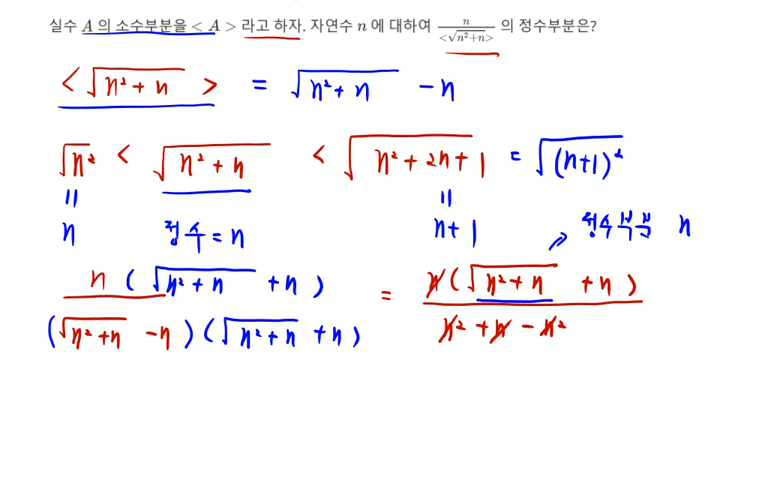 실수 A 의 소수부분을 < A > 라고 하자. 자연수 n 에 대하여 n/<√(n²+n)> 의 정수부분은?
< √(n²+n) > = √(n²+n) - n
√n² < √(n²+n) < √(n²+2n+1) = √((n+1)²)
= =
n 정수 = n n+1 정수부분 n
n(√(n²+n) + n) / (√(n²+n) - n)(√(n²+n) + n) = n(√(n²+n) + n) / n²+n-n²